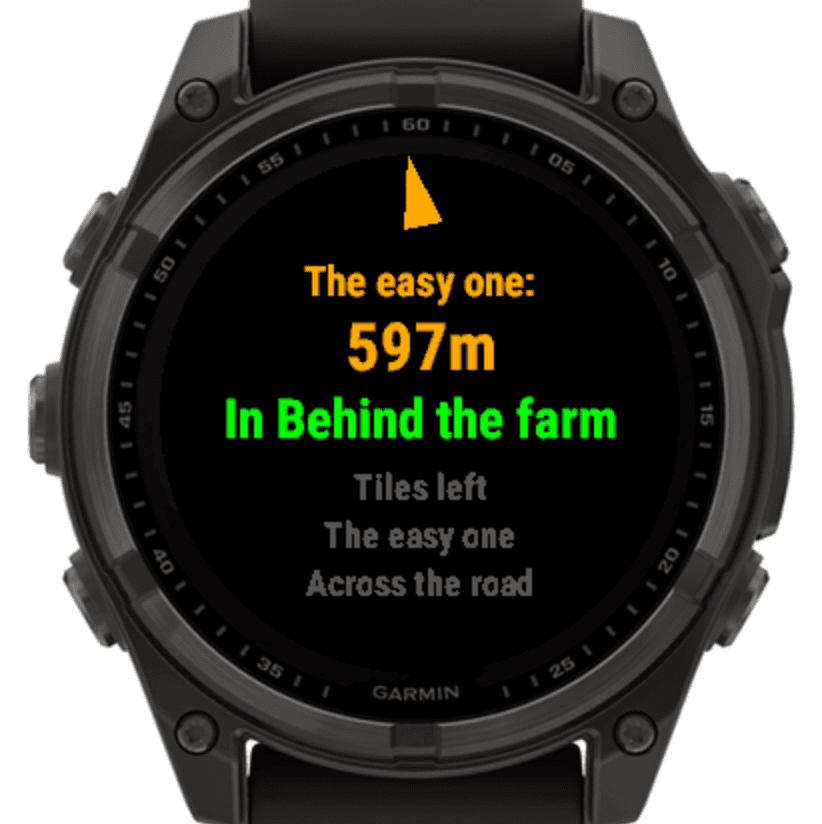 60
55
05
50
10
The easy one:
597m
In Behind the farm
45
15
Tiles left
The easy one
Across the road
40
20
35
25
GARMIN